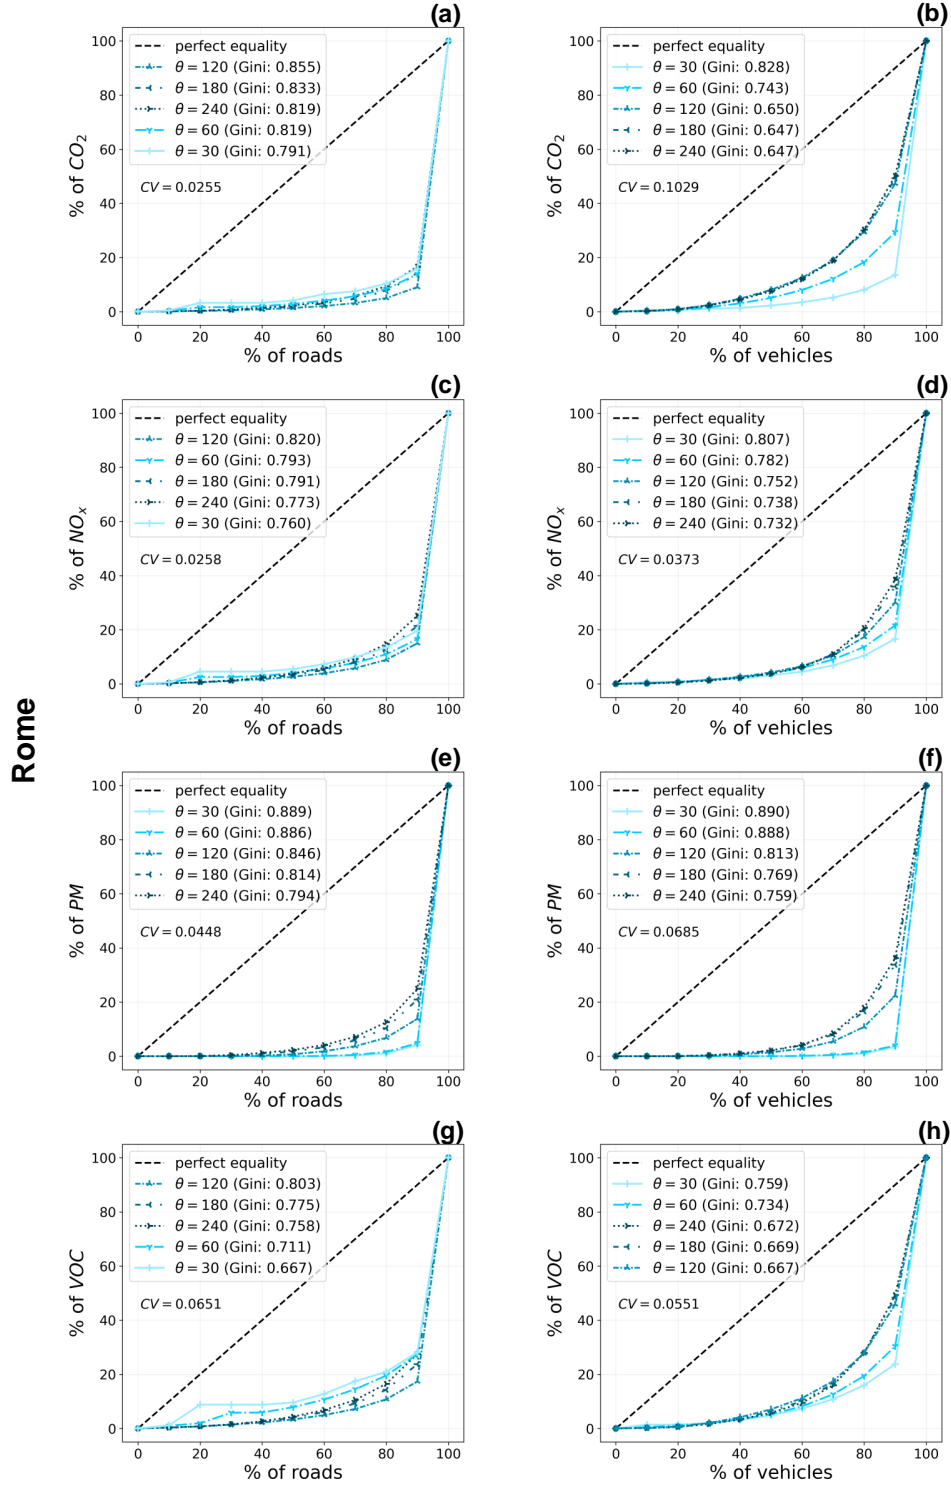 (a)
100
80
60
40
20
0
% of CO2
perfect equality
θ = 120 (Gini: 0.855)
θ = 180 (Gini: 0.833)
θ = 240 (Gini: 0.819)
θ = 60 (Gini: 0.819)
θ = 30 (Gini: 0.791)
CV = 0.0255
0 20 40 60 80 100
% of roads
(b)
100
80
60
40
20
0
% of CO2
perfect equality
θ = 30 (Gini: 0.828)
θ = 60 (Gini: 0.743)
θ = 120 (Gini: 0.650)
θ = 180 (Gini: 0.647)
θ = 240 (Gini: 0.647)
CV = 0.1029
0 20 40 60 80 100
% of vehicles
(c)
100
80
60
40
20
0
% of NOx
perfect equality
θ = 120 (Gini: 0.820)
θ = 60 (Gini: 0.793)
θ = 180 (Gini: 0.791)
θ = 240 (Gini: 0.773)
θ = 30 (Gini: 0.760)
CV = 0.0258
0 20 40 60 80 100
% of roads
(d)
100
80
60
40
20
0
% of NOx
perfect equality
θ = 30 (Gini: 0.807)
θ = 60 (Gini: 0.782)
θ = 120 (Gini: 0.752)
θ = 180 (Gini: 0.738)
θ = 240 (Gini: 0.732)
CV = 0.0373
0 20 40 60 80 100
% of vehicles
Rome
(e)
100
80
60
40
20
0
% of PM
perfect equality
θ = 30 (Gini: 0.889)
θ = 60 (Gini: 0.886)
θ = 120 (Gini: 0.846)
θ = 180 (Gini: 0.814)
θ = 240 (Gini: 0.794)
CV = 0.0448
0 20 40 60 80 100
% of roads
(f)
100
80
60
40
20
0
% of PM
perfect equality
θ = 30 (Gini: 0.890)
θ = 60 (Gini: 0.888)
θ = 120 (Gini: 0.813)
θ = 180 (Gini: 0.769)
θ = 240 (Gini: 0.759)
CV = 0.0685
0 20 40 60 80 100
% of vehicles
(g)
100
80
60
40
20
0
% of VOC
perfect equality
θ = 120 (Gini: 0.803)
θ = 180 (Gini: 0.775)
θ = 240 (Gini: 0.758)
θ = 60 (Gini: 0.711)
θ = 30 (Gini: 0.667)
CV = 0.0651
0 20 40 60 80 100
% of roads
(h)
100
80
60
40
20
0
% of VOC
perfect equality
θ = 30 (Gini: 0.759)
θ = 60 (Gini: 0.734)
θ = 240 (Gini: 0.672)
θ = 180 (Gini: 0.669)
θ = 120 (Gini: 0.667)
CV = 0.0551
0 20 40 60 80 100
% of vehicles